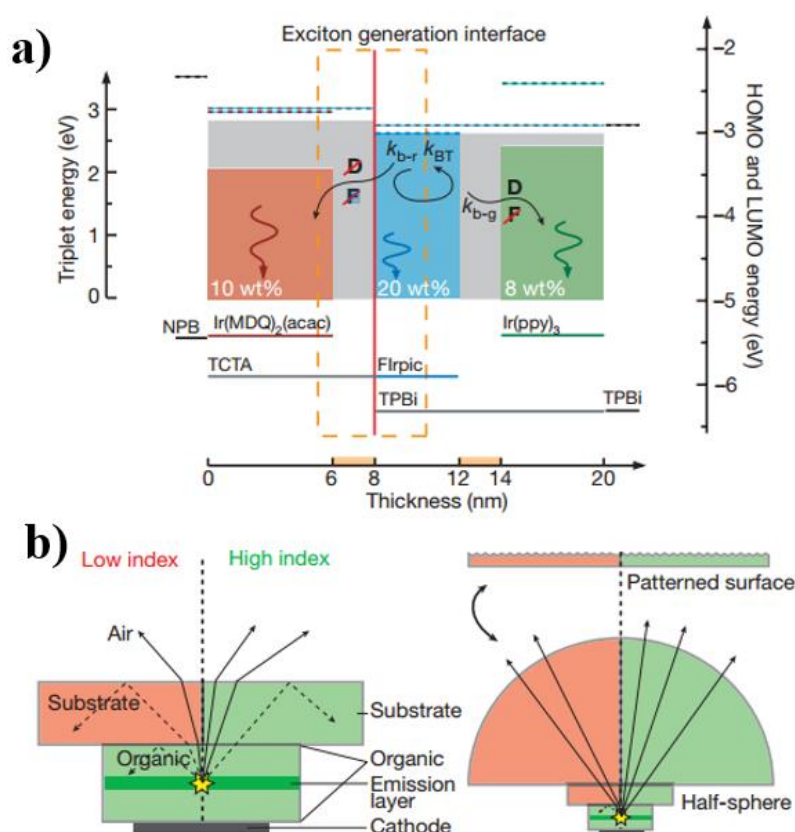 a)
Exciton generation interface
Triplet energy (eV)
3
2
1
0
HOMO and LUMO energy (eV)
−2
−3
−4
−5
−6
k_b-r k_BT
D
F
k_b-g
D
F
10 wt%
20 wt%
8 wt%
NPB
Ir(MDQ)₂(acac)
Ir(ppy)₃
TCTA
FIrpic
TPBi
TPBi
0 6 8 12 14 20
Thickness (nm)
b)
Low index
High index
Air
Substrate
Organic
Substrate
Organic
Emission
layer
Cathode
Patterned surface
Half-sphere